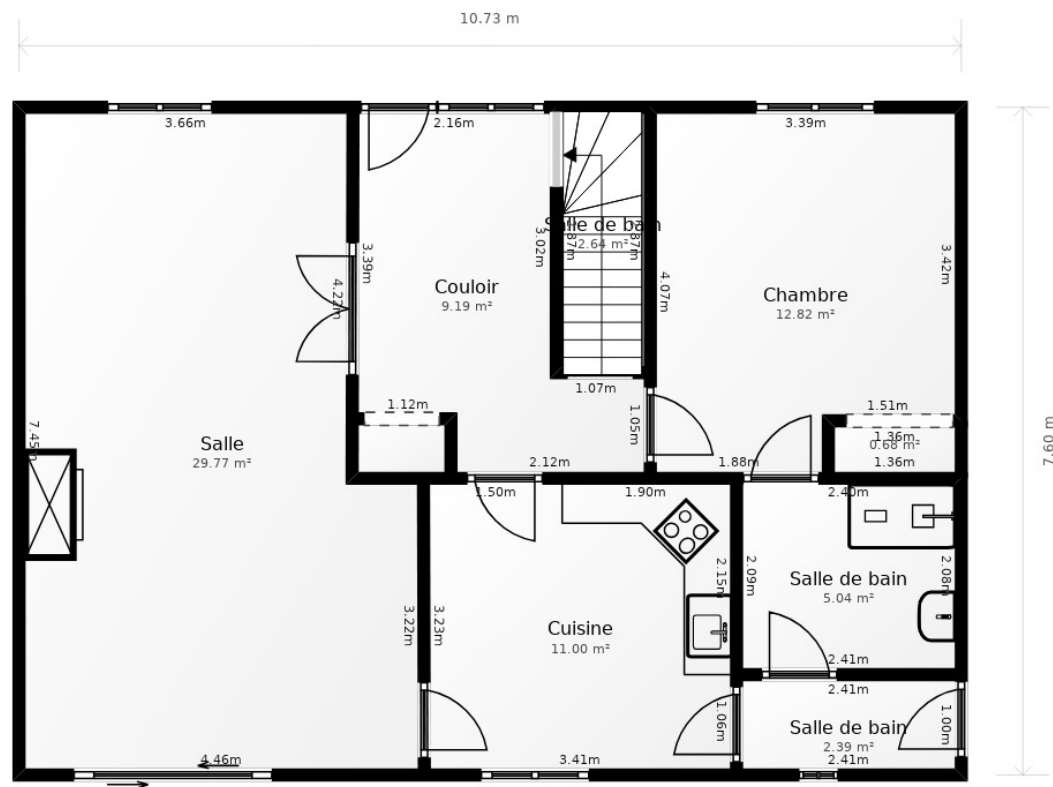 10.73 m
3.66m
2.16m
3.39m
Salle de bain
2.64 m²
3.87m
3.87m
3.02m
3.39m
4.22m
4.07m
3.42m
Couloir
9.19 m²
Chambre
12.82 m²
1.07m
1.12m
1.05m
1.51m
1.36m
0.68 m²
1.36m
7.45m
Salle
29.77 m²
7.60 m
2.12m
1.88m
1.50m
1.90m
2.40m
2.15m
2.09m
2.08m
Salle de bain
5.04 m²
3.22m
3.23m
Cuisine
11.00 m²
2.41m
2.41m
1.06m
1.00m
Salle de bain
2.39 m²
4.46m
3.41m
2.41m